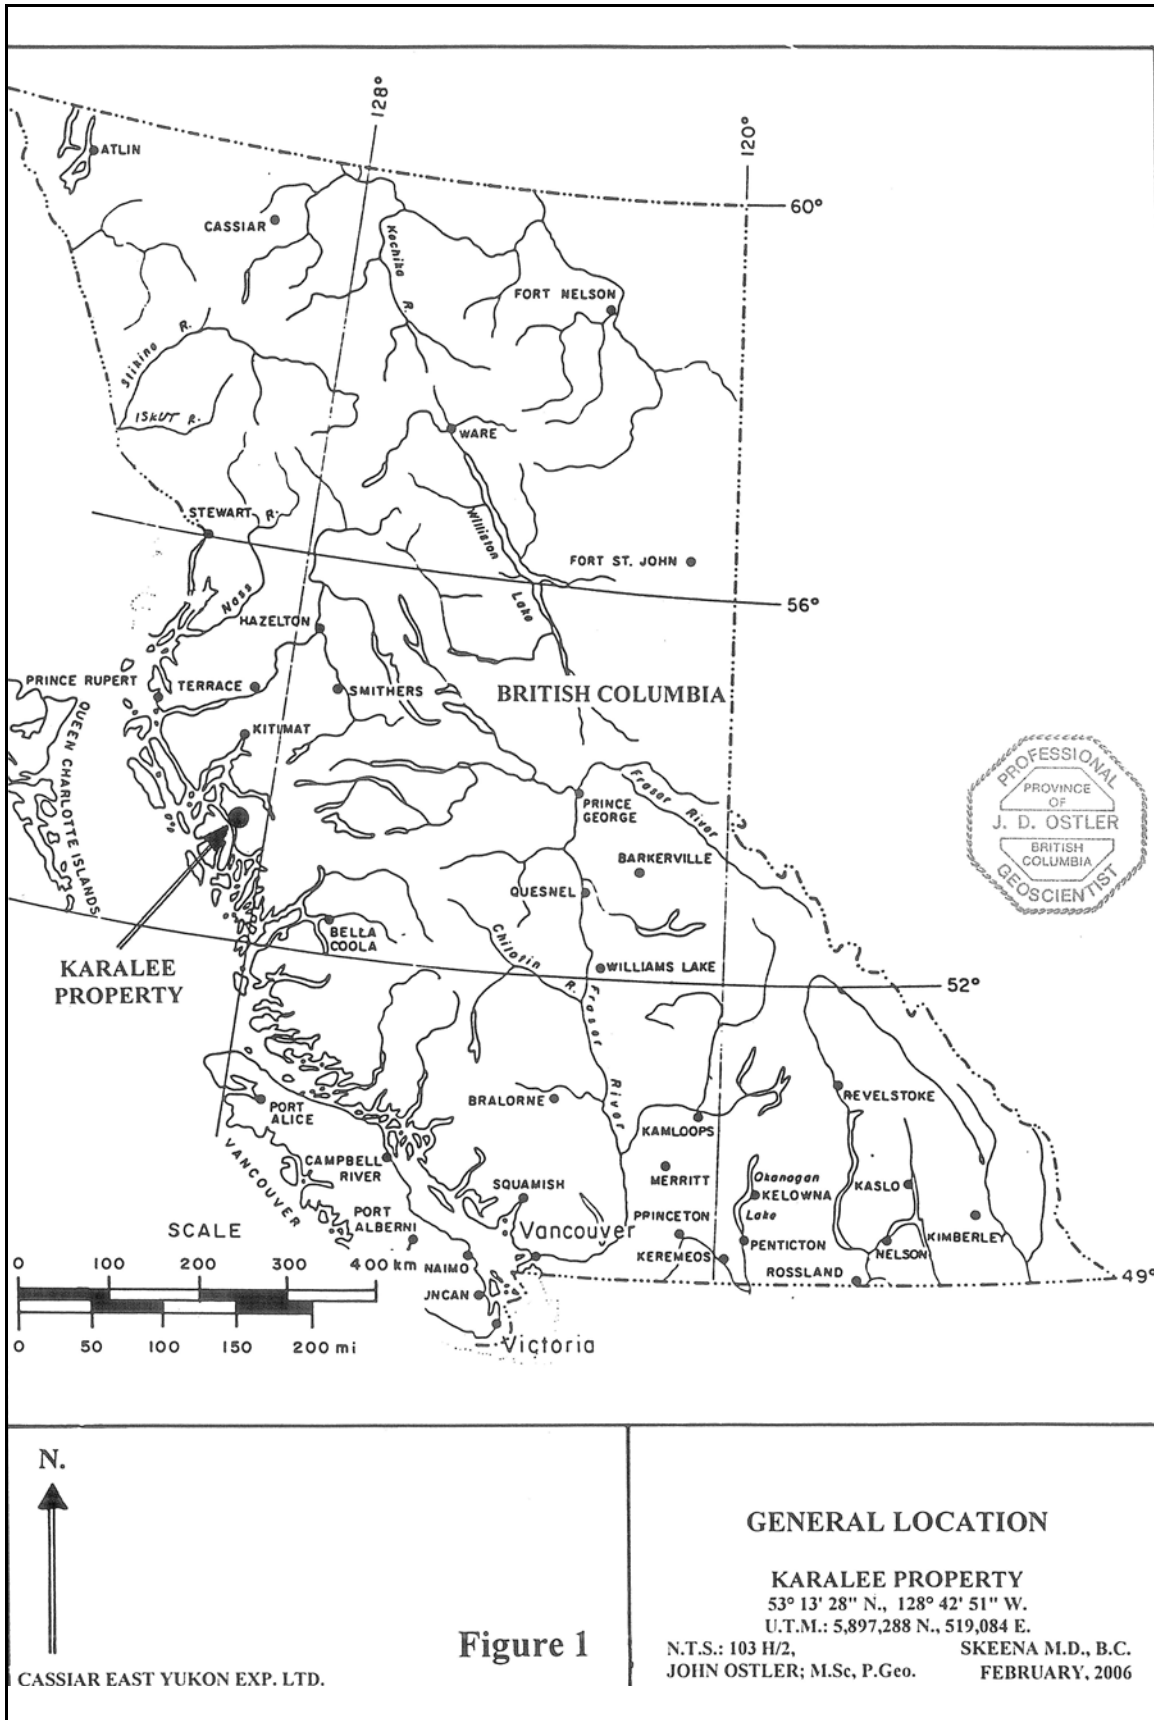 128°
120°
ATLIN
60°
CASSIAR
Kechika
R.
FORT NELSON
Stikine R.
ISKUT R.
WARE
STEWART
R.
Williston
Lake
FORT ST. JOHN
56°
Nass
HAZELTON
PRINCE RUPERT
TERRACE
SMITHERS
BRITISH COLUMBIA
KITIMAT
QUEEN CHARLOTTE ISLANDS
PRINCE
GEORGE
Fraser River
BARKERVILLE
QUESNEL
PROFESSIONAL
PROVINCE
OF
J. D. OSTLER
BRITISH
COLUMBIA
GEOSCIENTIST
BELLA
COOLA
Chilotin
R.
KARALEE
PROPERTY
WILLIAMS LAKE
52°
Fraser
River
PORT
ALICE
BRALORNE
REVELSTOKE
KAMLOOPS
VANCOUVER
CAMPBELL
RIVER
MERRITT
Okanagan
Lake
KELOWNA
KASLO
SQUAMISH
PORT
ALBERNI
Vancouver
PRINCETON
PENTICTON
NELSON
KIMBERLEY
KEREMEOS
ROSSLAND
49°
NAIMO
JNCAN
Victoria
SCALE
0 100 200 300 400 km
0 50 100 150 200 mi
N.
CASSIAR EAST YUKON EXP. LTD.
Figure 1
GENERAL LOCATION
KARALEE PROPERTY
53° 13' 28" N., 128° 42' 51" W.
U.T.M.: 5,897,288 N., 519,084 E.
N.T.S.: 103 H/2, SKEENA M.D., B.C.
JOHN OSTLER; M.Sc, P.Geo. FEBRUARY, 2006